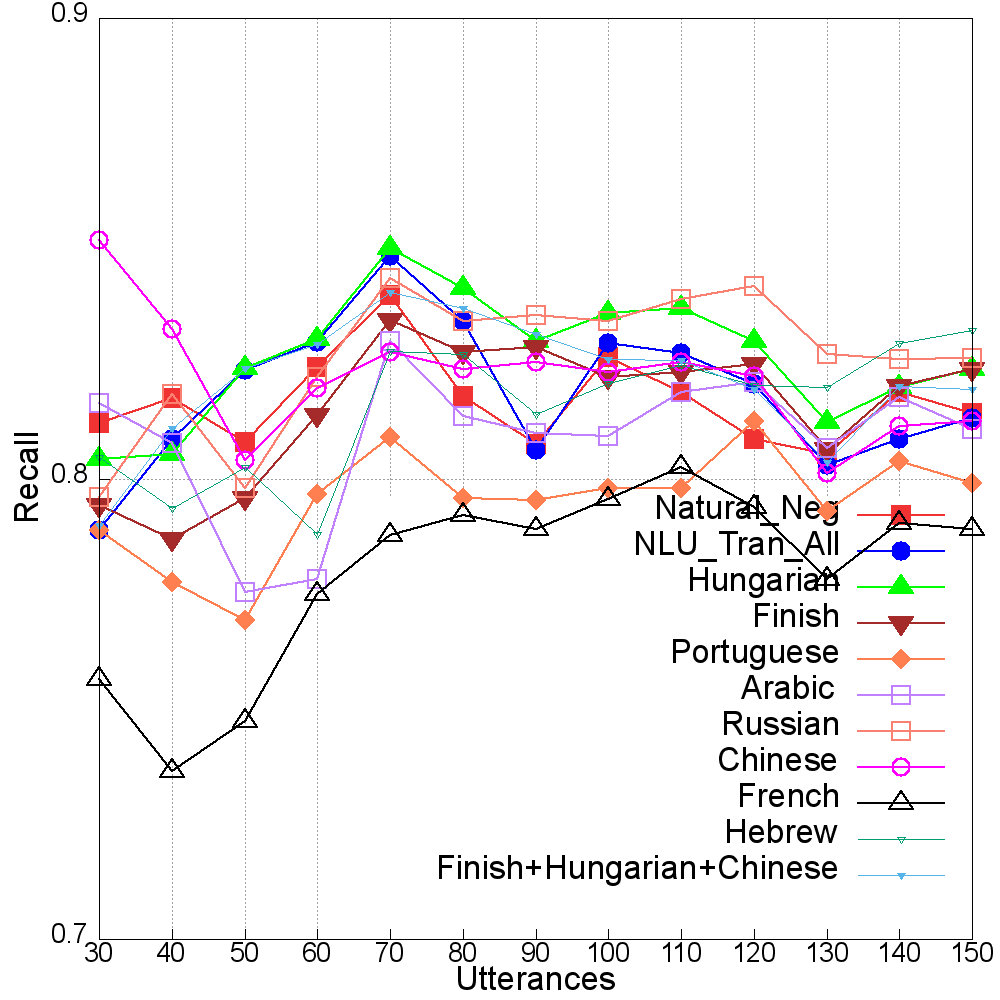 0.9
0.8
0.7
Recall
Natural_Neg
NLU_Tran_All
Hungarian
Finish
Portuguese
Arabic
Russian
Chinese
French
Hebrew
Finish+Hungarian+Chinese
30 40 50 60 70 80 90 100 110 120 130 140 150
Utterances